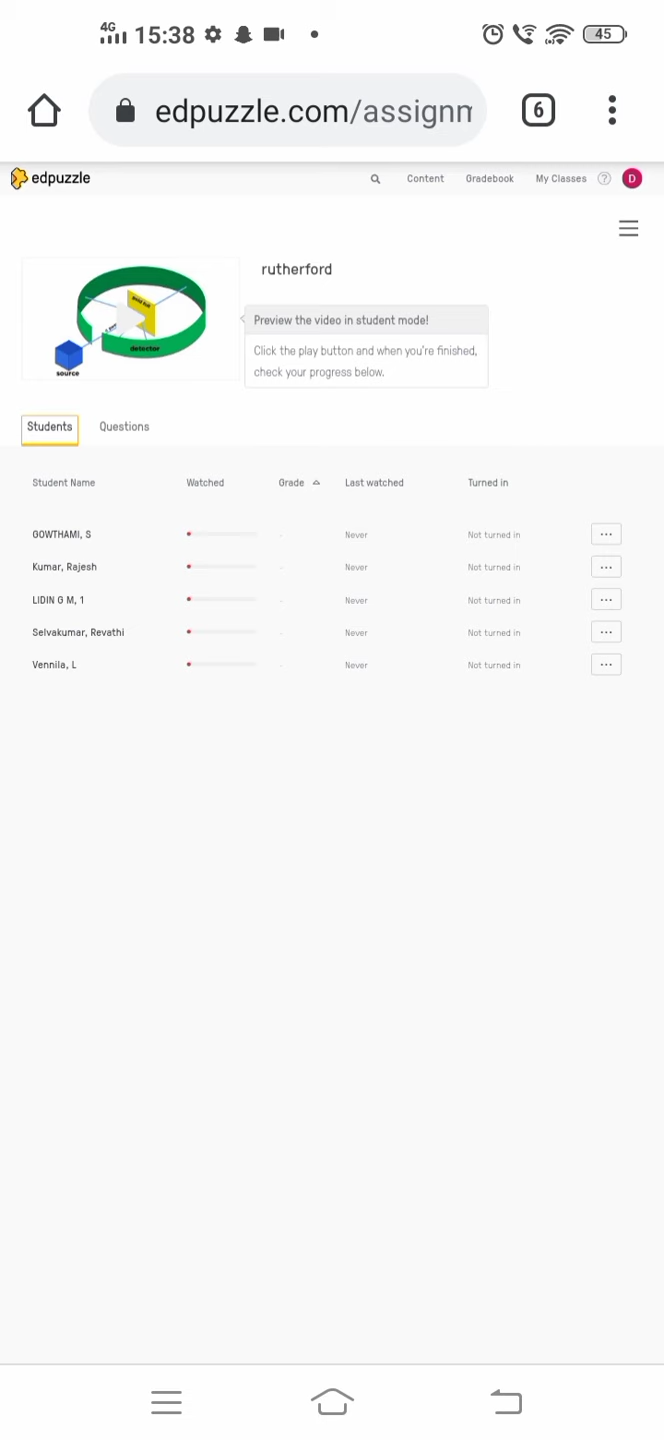 4G 15:38 45
edpuzzle.com/assignm
6
edpuzzle Content Gradebook My Classes ? D
rutherford
gold foil
detector
source
Preview the video in student mode!
Click the play button and when you're finished,
check your progress below.
Students Questions
Student Name Watched Grade Last watched Turned in
GOWTHAMI, S - Never Not turned in ...
Kumar, Rajesh - Never Not turned in ...
LIDIN G M, 1 - Never Not turned in ...
Selvakumar, Revathi - Never Not turned in ...
Vennila, L - Never Not turned in ...